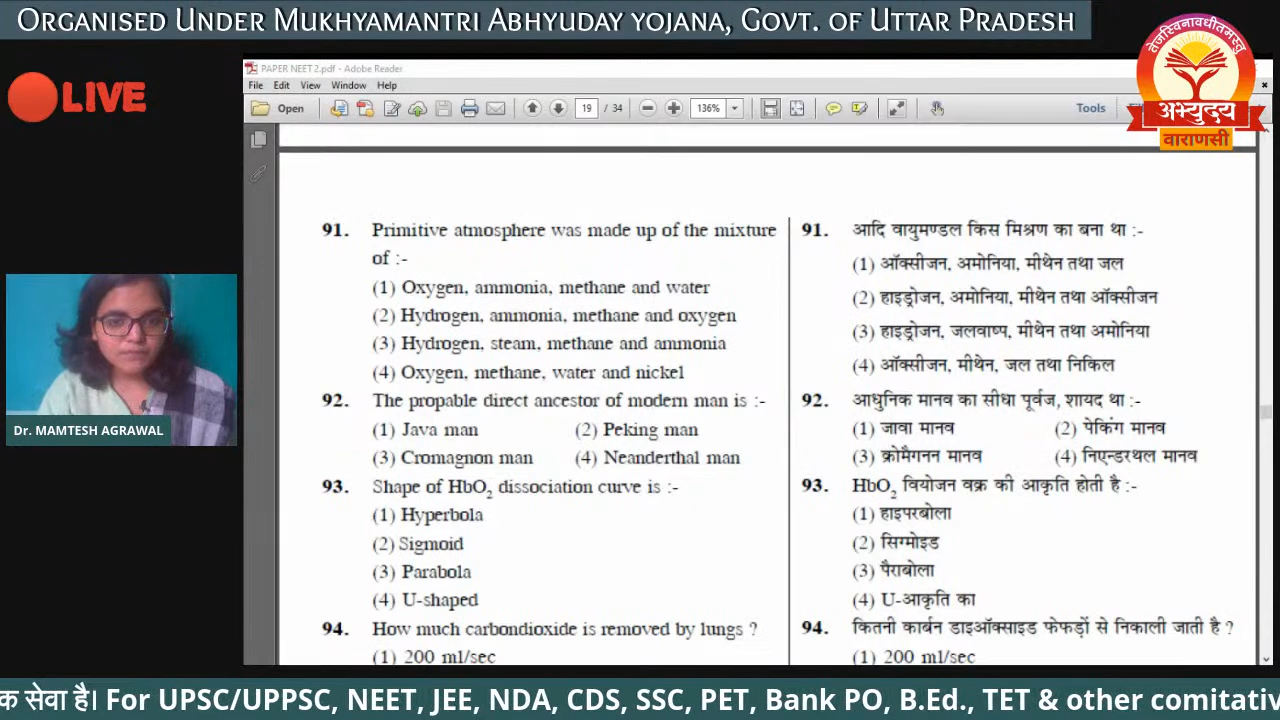 ORGANISED UNDER MUKHYAMANTRI ABHYUDAY YOJANA, GOVT. OF UTTAR PRADESH
तेजस्विनावधीतमस्तु
अभ्युदय
वाराणसी
LIVE
PAPER NEET 2.pdf - Adobe Reader
File Edit View Window Help
Open 19 / 34 136% Tools
91. Primitive atmosphere was made up of the mixture
of :-
(1) Oxygen, ammonia, methane and water
(2) Hydrogen, ammonia, methane and oxygen
(3) Hydrogen, steam, methane and ammonia
(4) Oxygen, methane, water and nickel
92. The propable direct ancestor of modern man is :-
(1) Java man (2) Peking man
(3) Cromagnon man (4) Neanderthal man
93. Shape of HbO₂ dissociation curve is :-
(1) Hyperbola
(2) Sigmoid
(3) Parabola
(4) U-shaped
94. How much carbondioxide is removed by lungs ?
(1) 200 ml/sec
91. आदि वायुमण्डल किस मिश्रण का बना था :-
(1) ऑक्सीजन, अमोनिया, मीथेन तथा जल
(2) हाइड्रोजन, अमोनिया, मीथेन तथा ऑक्सीजन
(3) हाइड्रोजन, जलवाष्प, मीथेन तथा अमोनिया
(4) ऑक्सीजन, मीथेन, जल तथा निकिल
92. आधुनिक मानव का सीधा पूर्वज, शायद था :-
(1) जावा मानव (2) पेकिंग मानव
(3) क्रोमैगनन मानव (4) निएन्डरथल मानव
93. HbO₂ वियोजन वक्र की आकृति होती है :-
(1) हाइपरबोला
(2) सिग्मोइड
(3) पैराबोला
(4) U-आकृति का
94. कितनी कार्बन डाइऑक्साइड फेफड़ों से निकाली जाती है ?
(1) 200 ml/sec
Dr. MAMTESH AGRAWAL
क सेवा है। For UPSC/UPPSC, NEET, JEE, NDA, CDS, SSC, PET, Bank PO, B.Ed., TET & other comitativ